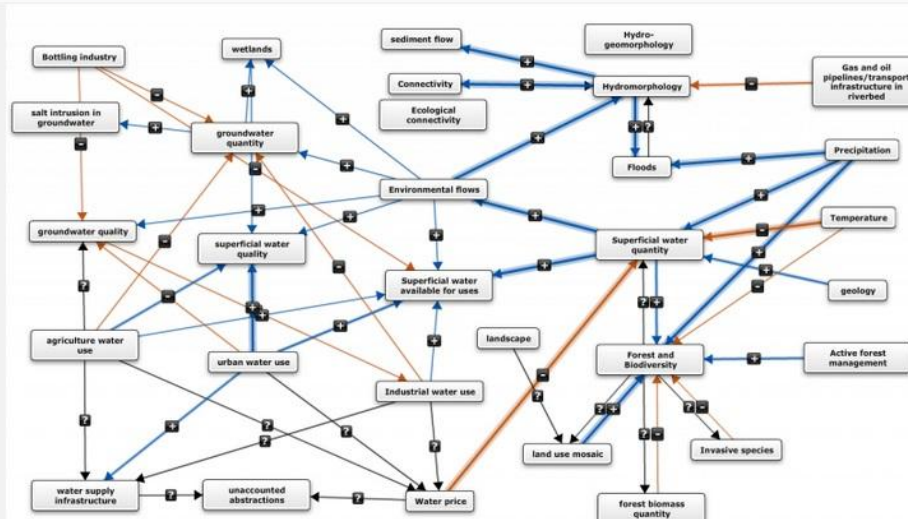 Bottling industry
wetlands
sediment flow
Hydro-
geomorphology
Connectivity
Hydromorphology
Gas and oil
pipelines/transport
infrastructure in
riverbed
salt intrusion in
groundwater
Ecological
connectivity
groundwater
quantity
Floods
Precipitation
Environmental flows
Temperature
groundwater quality
superficial water
quality
Superficial water
quantity
Superficial water
available for uses
geology
agriculture water
use
urban water use
landscape
Forest and
Biodiversity
Active forest
management
Industrial water use
land use mosaic
Invasive species
water supply
infrastructure
unaccounted
abstractions
Water price
forest biomass
quantity